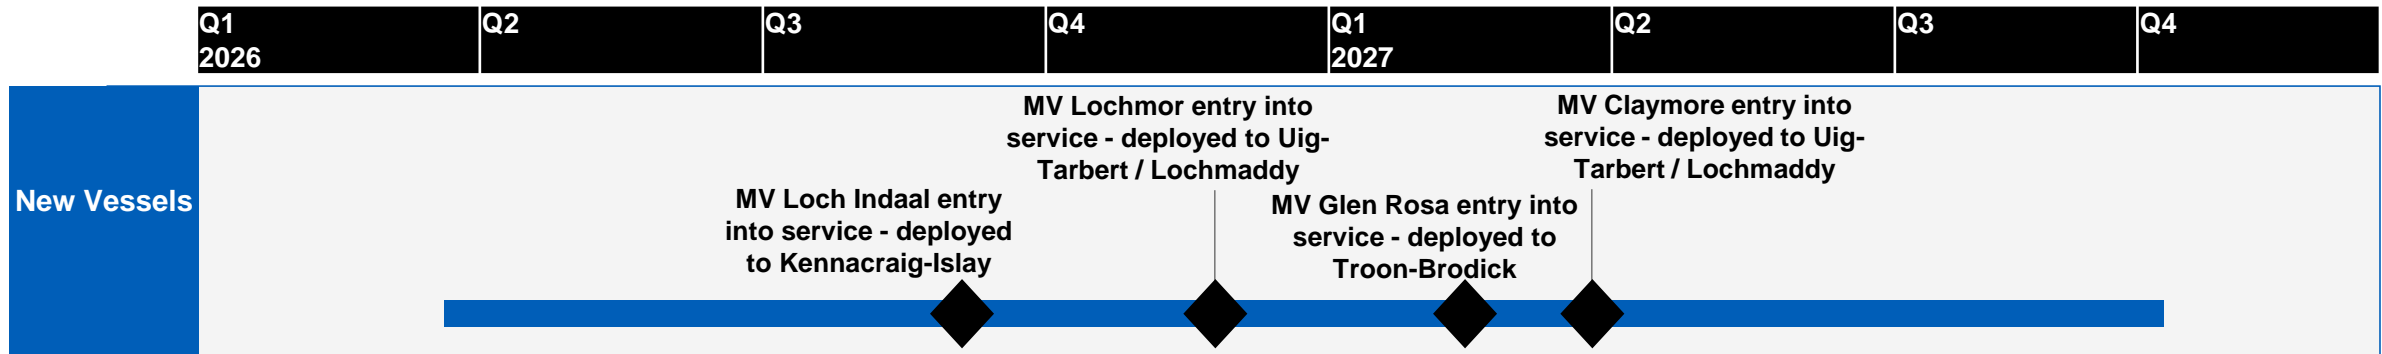 Q1
2026
Q2
Q3
Q4
Q1
2027
Q2
Q3
Q4
New Vessels
MV Loch Indaal entry
into service - deployed
to Kennacraig-Islay
MV Lochmor entry into
service - deployed to Uig-
Tarbert / Lochmaddy
MV Glen Rosa entry into
service - deployed to
Troon-Brodick
MV Claymore entry into
service - deployed to Uig-
Tarbert / Lochmaddy